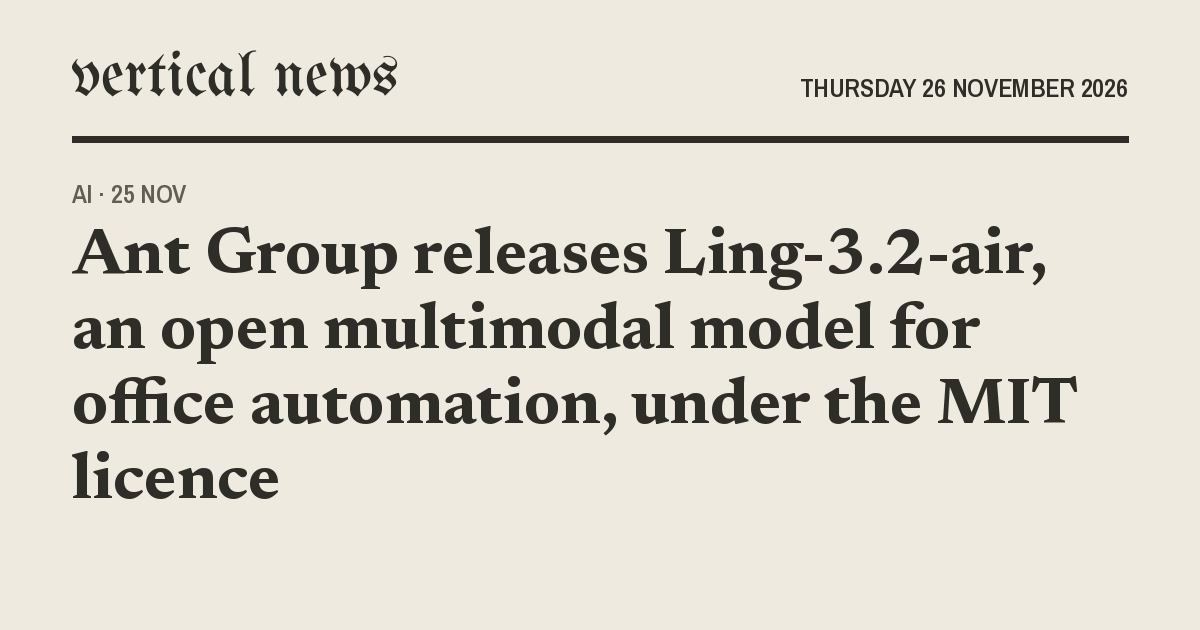 vertical news
THURSDAY 26 NOVEMBER 2026
AI · 25 NOV
Ant Group releases Ling-3.2-air,
an open multimodal model for
office automation, under the MIT
licence